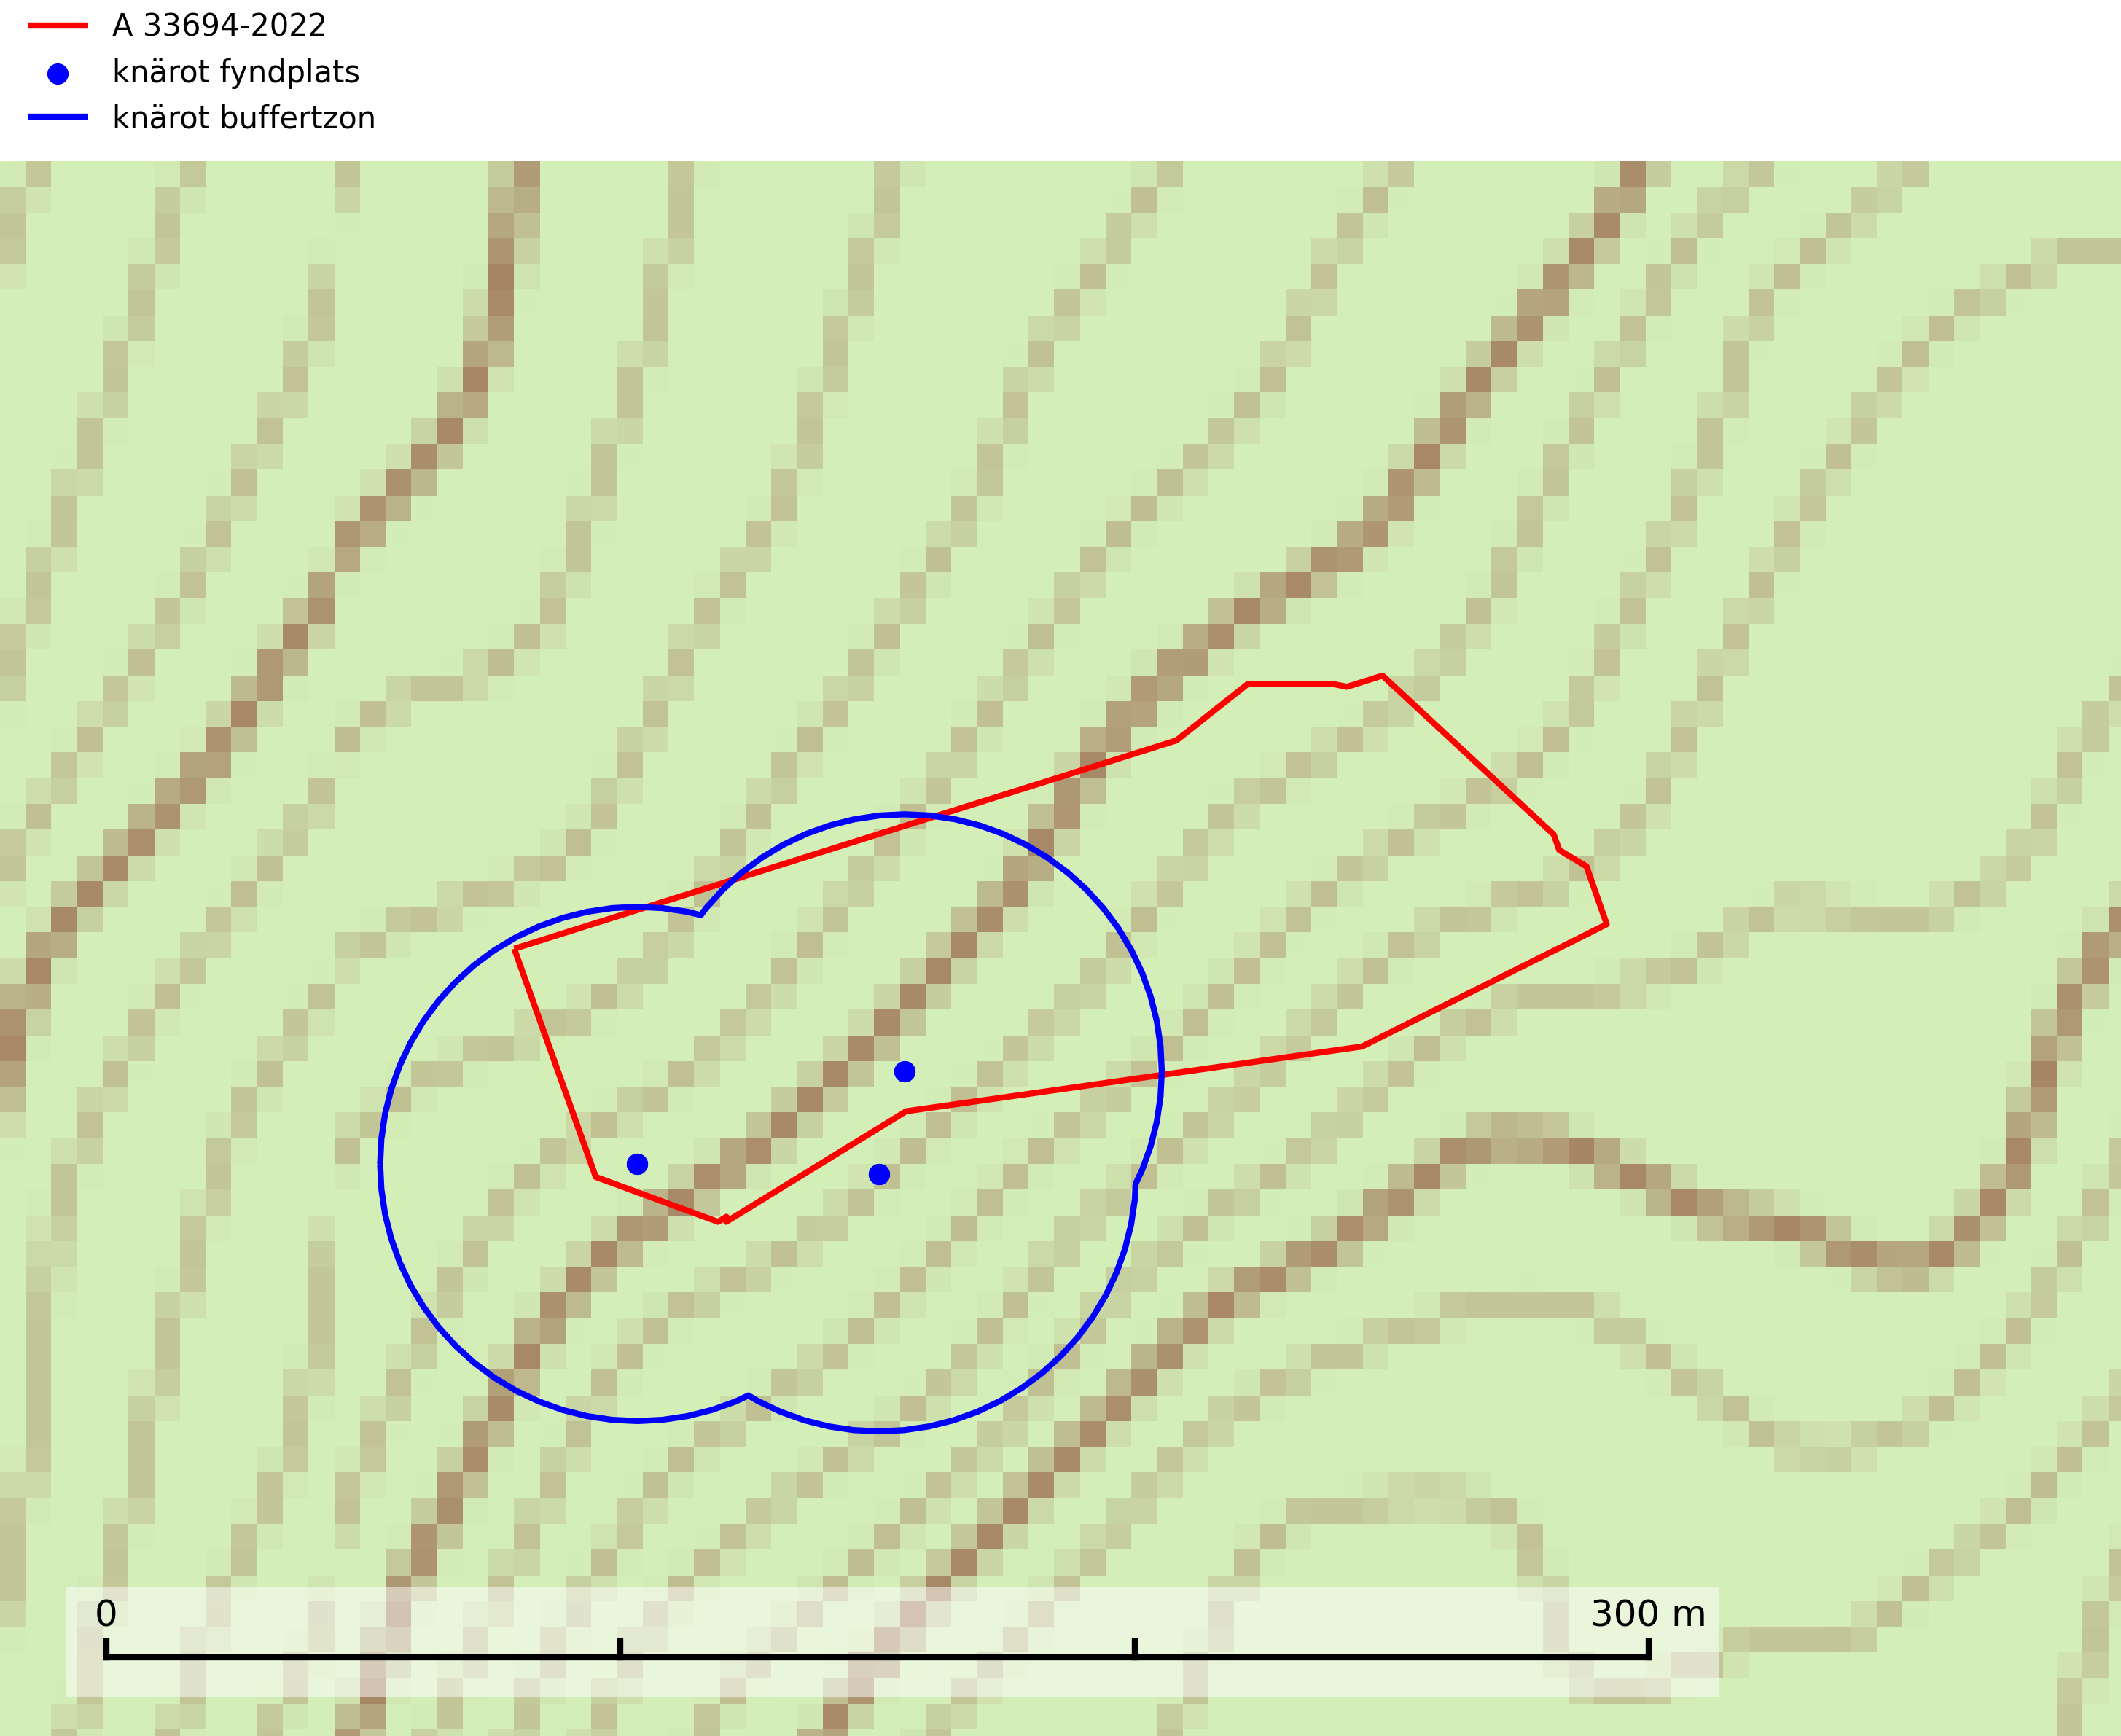 A 33694-2022
knärot fyndplats
knärot buffertzon
0 300 m